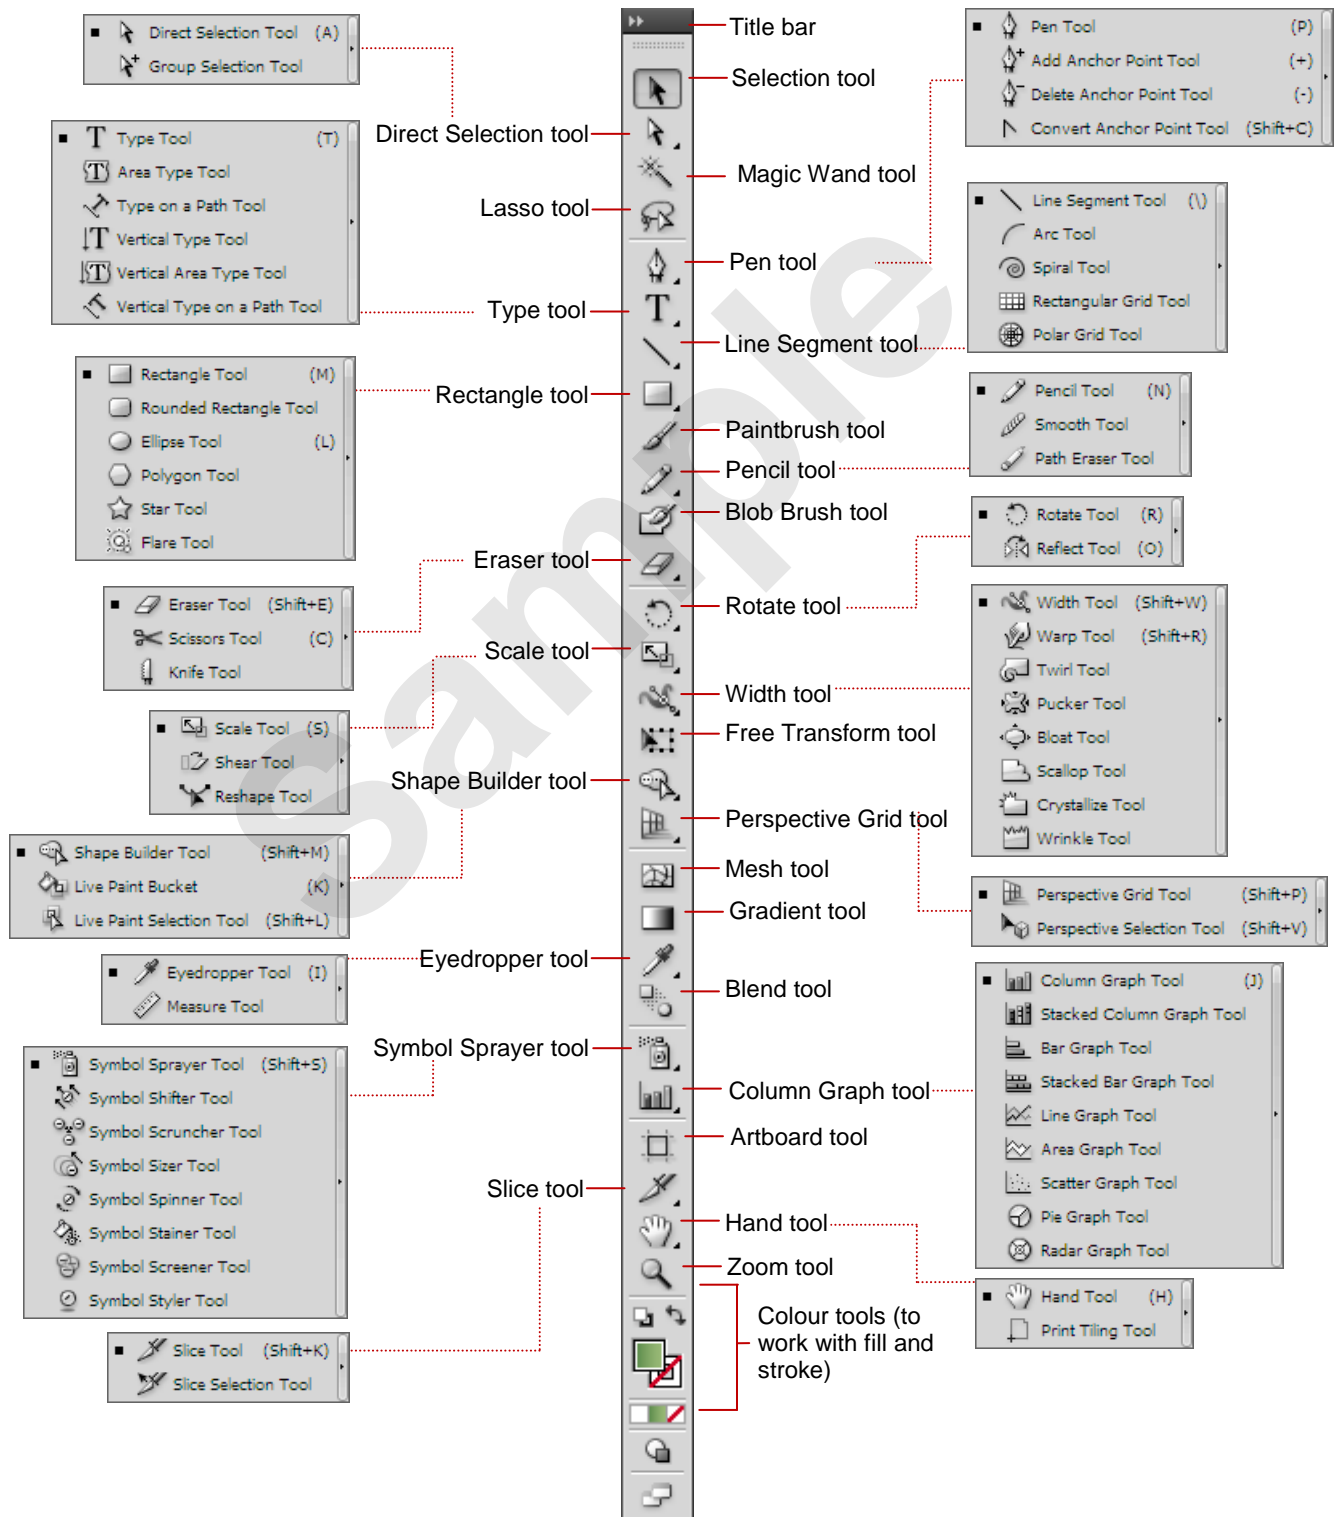 Title bar
Selection tool
Direct Selection tool
Magic Wand tool
Lasso tool
Pen tool
Type tool
Line Segment tool
Rectangle tool
Paintbrush tool
Pencil tool
Blob Brush tool
Eraser tool
Rotate tool
Scale tool
Width tool
Free Transform tool
Shape Builder tool
Perspective Grid tool
Mesh tool
Gradient tool
Eyedropper tool
Blend tool
Symbol Sprayer tool
Column Graph tool
Artboard tool
Slice tool
Hand tool
Zoom tool
Colour tools (to
work with fill and
stroke)
Direct Selection Tool (A)
Group Selection Tool
Type Tool (T)
Area Type Tool
Type on a Path Tool
Vertical Type Tool
Vertical Area Type Tool
Vertical Type on a Path Tool
Rectangle Tool (M)
Rounded Rectangle Tool
Ellipse Tool (L)
Polygon Tool
Star Tool
Flare Tool
Eraser Tool (Shift+E)
Scissors Tool (C)
Knife Tool
Scale Tool (S)
Shear Tool
Reshape Tool
Shape Builder Tool (Shift+M)
Live Paint Bucket (K)
Live Paint Selection Tool (Shift+L)
Eyedropper Tool (I)
Measure Tool
Symbol Sprayer Tool (Shift+S)
Symbol Shifter Tool
Symbol Scruncher Tool
Symbol Sizer Tool
Symbol Spinner Tool
Symbol Stainer Tool
Symbol Screener Tool
Symbol Styler Tool
Slice Tool (Shift+K)
Slice Selection Tool
Pen Tool (P)
Add Anchor Point Tool (+)
Delete Anchor Point Tool (-)
Convert Anchor Point Tool (Shift+C)
Line Segment Tool (\)
Arc Tool
Spiral Tool
Rectangular Grid Tool
Polar Grid Tool
Pencil Tool (N)
Smooth Tool
Path Eraser Tool
Rotate Tool (R)
Reflect Tool (O)
Width Tool (Shift+W)
Warp Tool (Shift+R)
Twirl Tool
Pucker Tool
Bloat Tool
Scallop Tool
Crystallize Tool
Wrinkle Tool
Perspective Grid Tool (Shift+P)
Perspective Selection Tool (Shift+V)
Column Graph Tool (J)
Stacked Column Graph Tool
Bar Graph Tool
Stacked Bar Graph Tool
Line Graph Tool
Area Graph Tool
Scatter Graph Tool
Pie Graph Tool
Radar Graph Tool
Hand Tool (H)
Print Tiling Tool
Sample